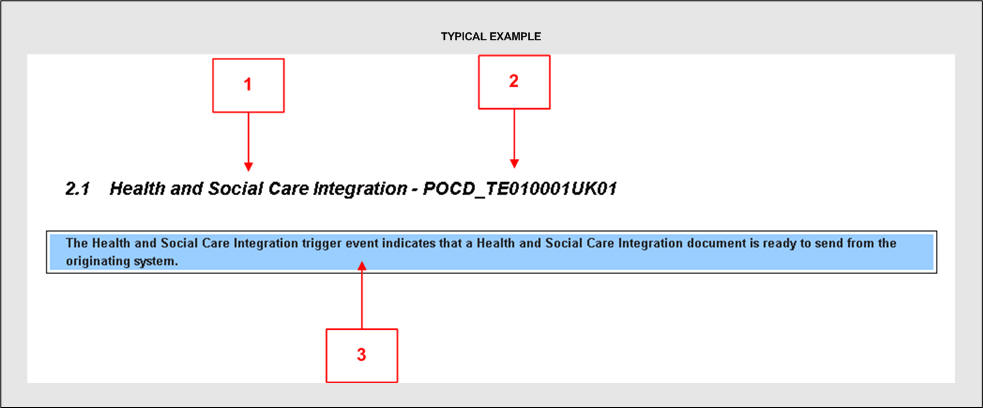 TYPICAL EXAMPLE
1
2
2.1 Health and Social Care Integration - POCD_TE010001UK01
The Health and Social Care Integration trigger event indicates that a Health and Social Care Integration document is ready to send from the
originating system.
3